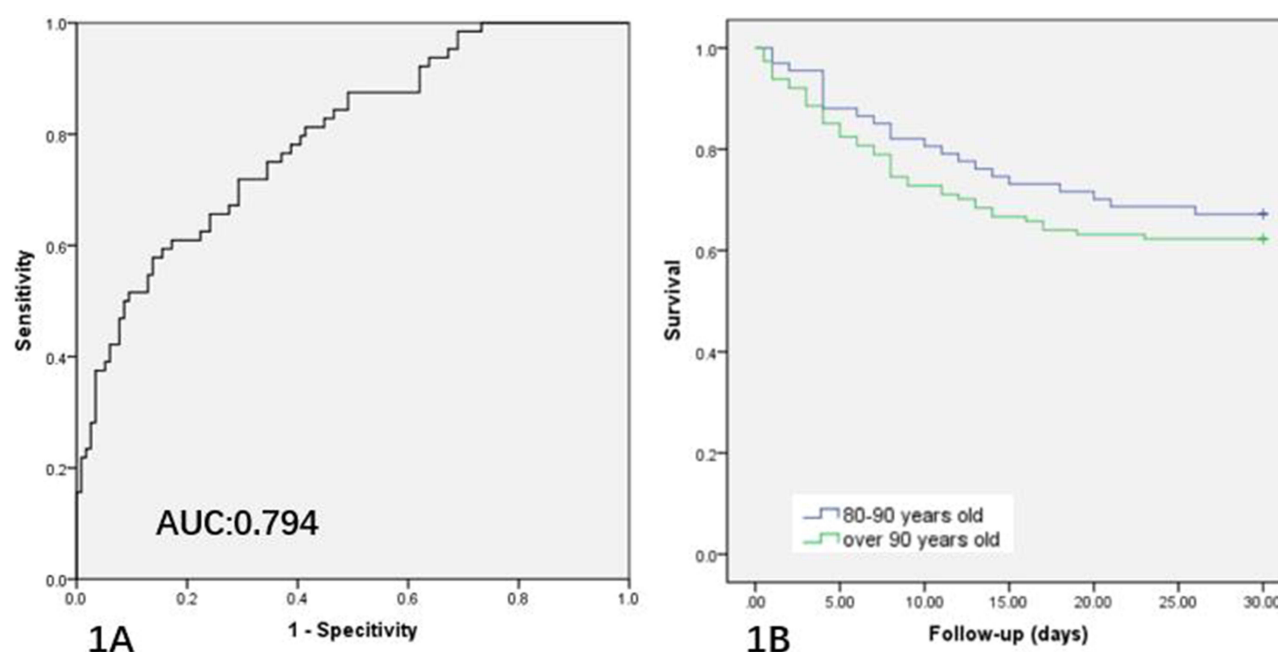 1.0
0.8
0.6
0.4
0.2
0.0
Sensitivity
AUC:0.794
0.0 0.2 0.4 0.6 0.8 1.0
1 - Specitivity
1A
1.0
0.8
0.6
0.4
0.2
0.0
Survival
80-90 years old
over 90 years old
.00 5.00 10.00 15.00 20.00 25.00 30.00
Follow-up (days)
1B